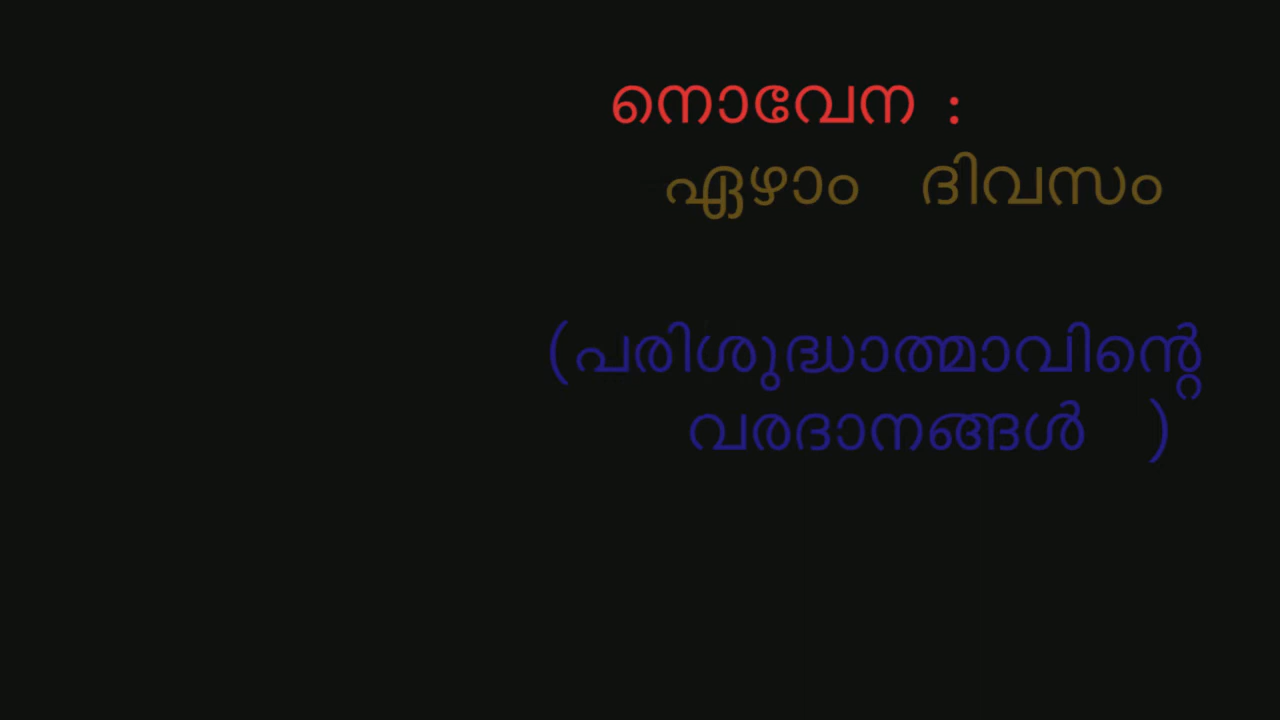 നൊവേന :
ഏഴാം ദിവസം
(പരിശുദ്ധാത്മാവിന്റെ
വരദാനങ്ങൾ )